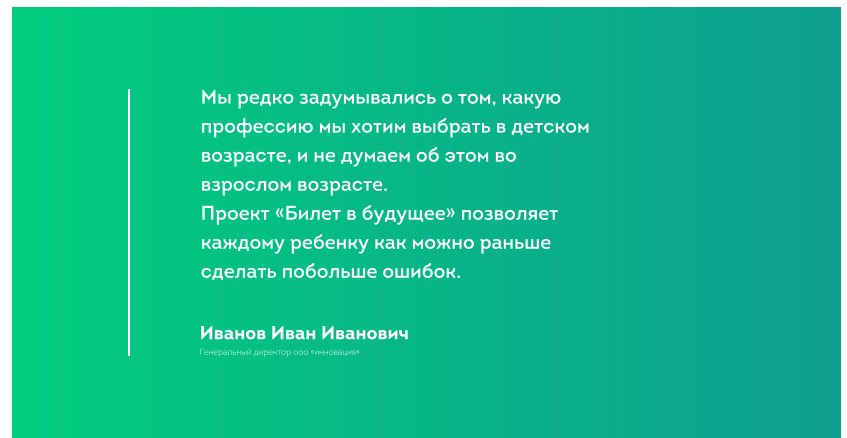 Мы редко задумывались о том, какую
профессию мы хотим выбрать в детском
возрасте, и не думаем об этом во
взрослом возрасте.
Проект «Билет в будущее» позволяет
каждому ребенку как можно раньше
сделать побольше ошибок.
Иванов Иван Иванович
Генеральный директор ооо «инновация»